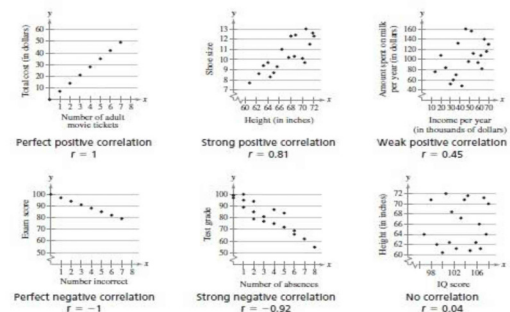 y
Total cost (in dollars)
60
50
40
30
20
10
1 2 3 4 5 6 7 8
x
Number of adult
movie tickets
Perfect positive correlation
r = 1
y
Shoe size
13
12
11
10
9
8
7
60 62 64 66 68 70 72
x
Height (in inches)
Strong positive correlation
r = 0.81
y
Amount spent on milk
per year (in dollars)
160
140
120
100
80
60
40
10 20 30 40 50 60 70
x
Income per year
(in thousands of dollars)
Weak positive correlation
r = 0.45
y
Exam score
100
90
80
70
60
50
1 2 3 4 5 6 7 8
x
Number incorrect
Perfect negative correlation
r = −1
y
Test grade
100
90
80
70
60
50
1 2 3 4 5 6 7 8
x
Number of absences
Strong negative correlation
r = −0.92
y
Height (in inches)
72
70
68
66
64
62
60
98 102 106
x
IQ score
No correlation
r = 0.04